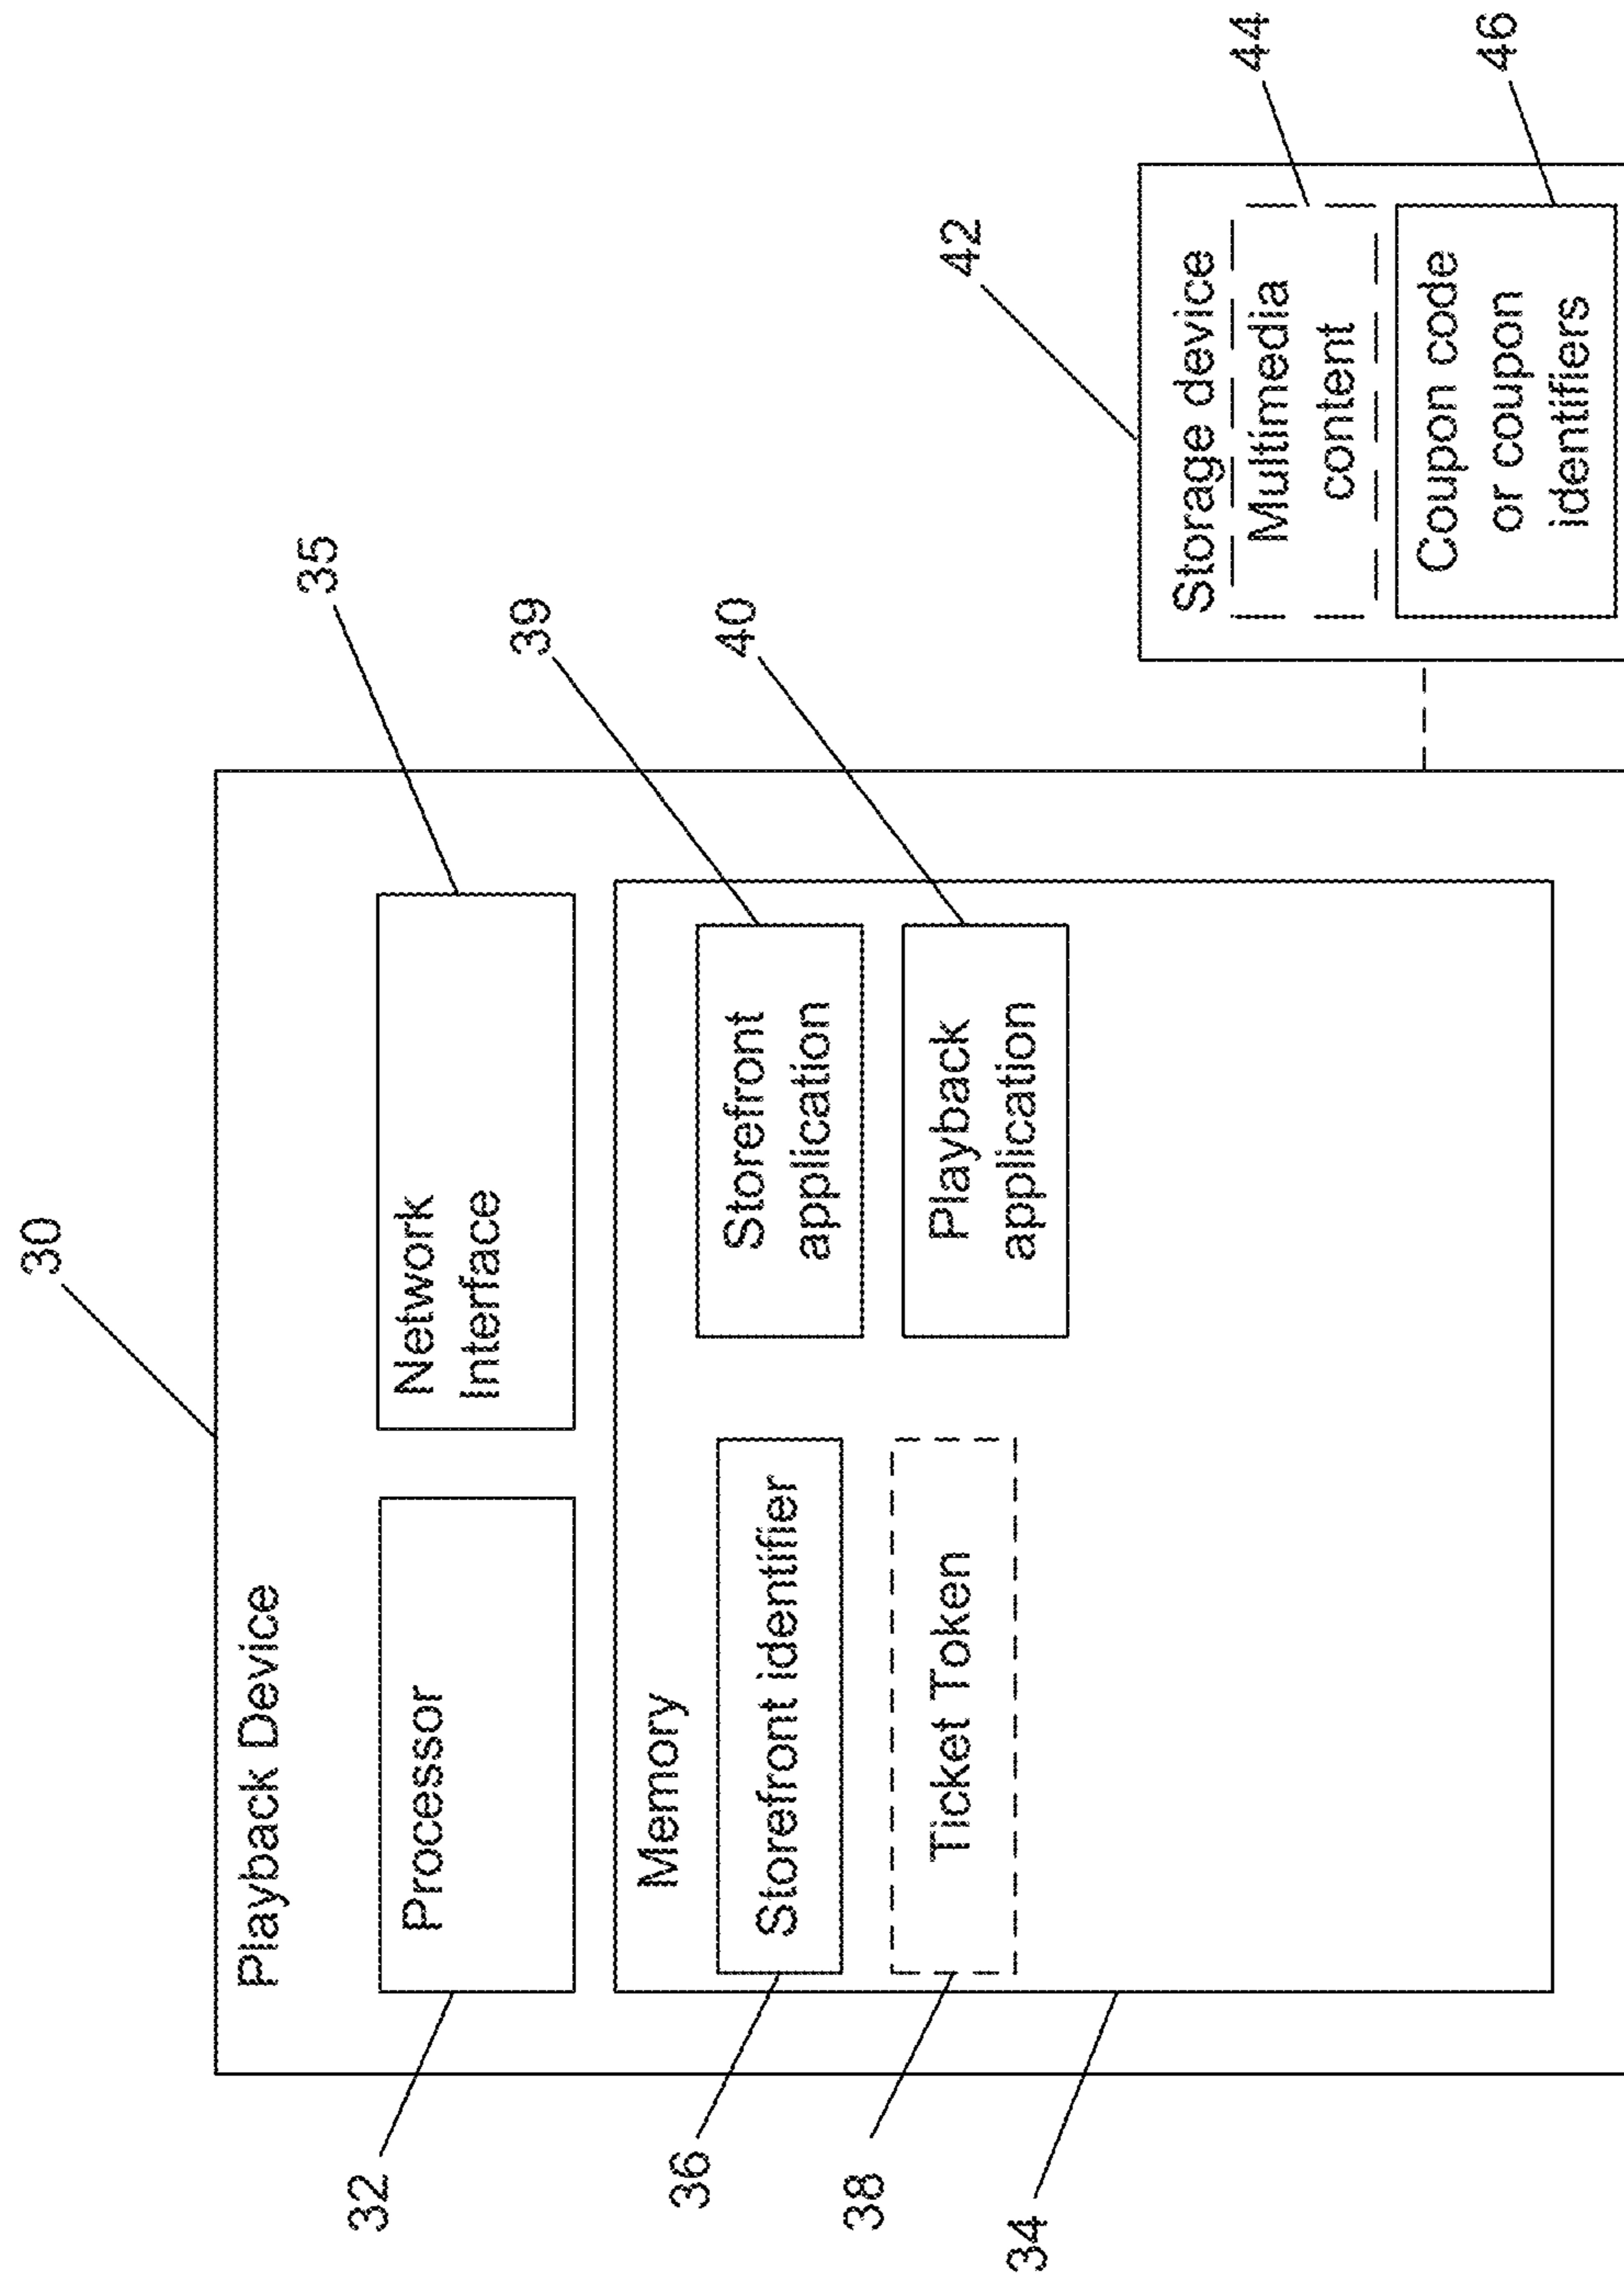 30
Playback Device
32
Processor
Network
Interface
35
Memory
34
36
Storefront identifier
38
Ticket Token
Storefront
application
39
Playback
application
40
42
Storage device
Multimedia
content
44
Coupon code
or coupon
identifiers
46